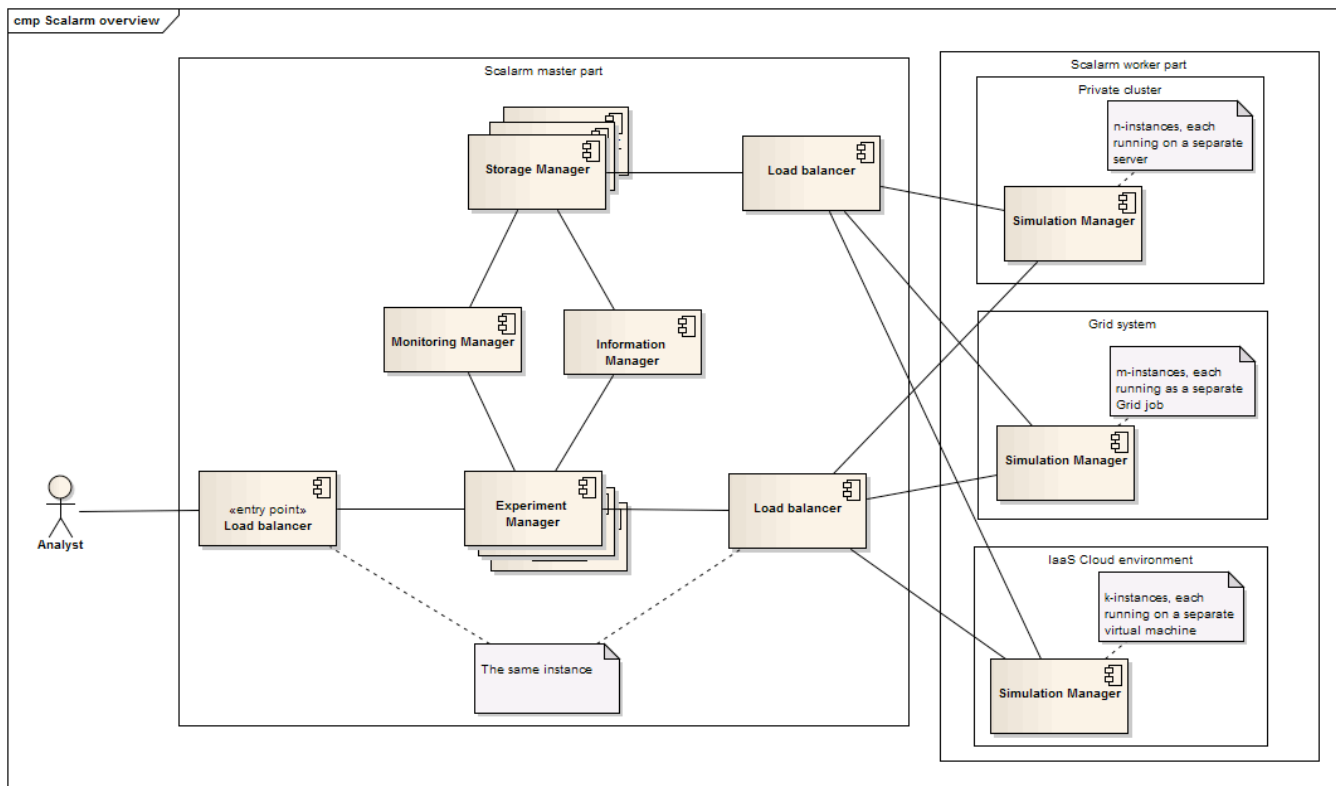 cmp Scalarm overview
Scalarm master part
Storage Manager
Load balancer
Monitoring Manager
Information
Manager
Analyst
«entry point»
Load balancer
Experiment
Manager
Load balancer
The same instance
Scalarm worker part
Private cluster
n-instances, each
running on a separate
server
Simulation Manager
Grid system
m-instances, each
running as a separate
Grid job
Simulation Manager
IaaS Cloud environment
k-instances, each
running on a separate
virtual machine
Simulation Manager